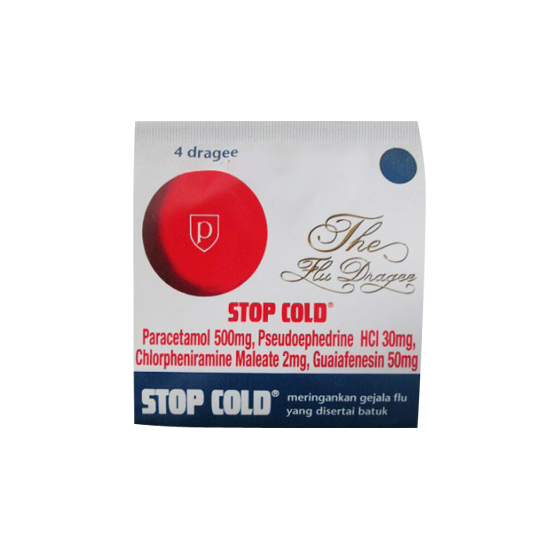 4 dragee
p
The
Flu Dragee
STOP COLD®
Paracetamol 500mg, Pseudoephedrine HCl 30mg,
Chlorpheniramine Maleate 2mg, Guaiafenesin 50mg
STOP COLD® meringankan gejala flu
yang disertai batuk